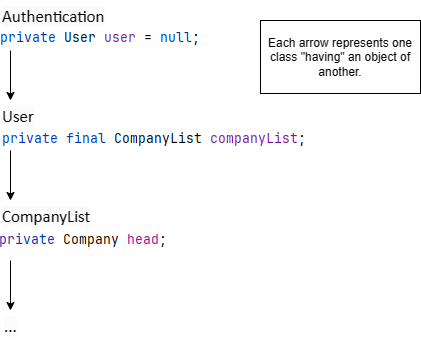 Authentication
private User user = null;
Each arrow represents one
class "having" an object of
another.
User
private final CompanyList companyList;
CompanyList
private Company head;
...